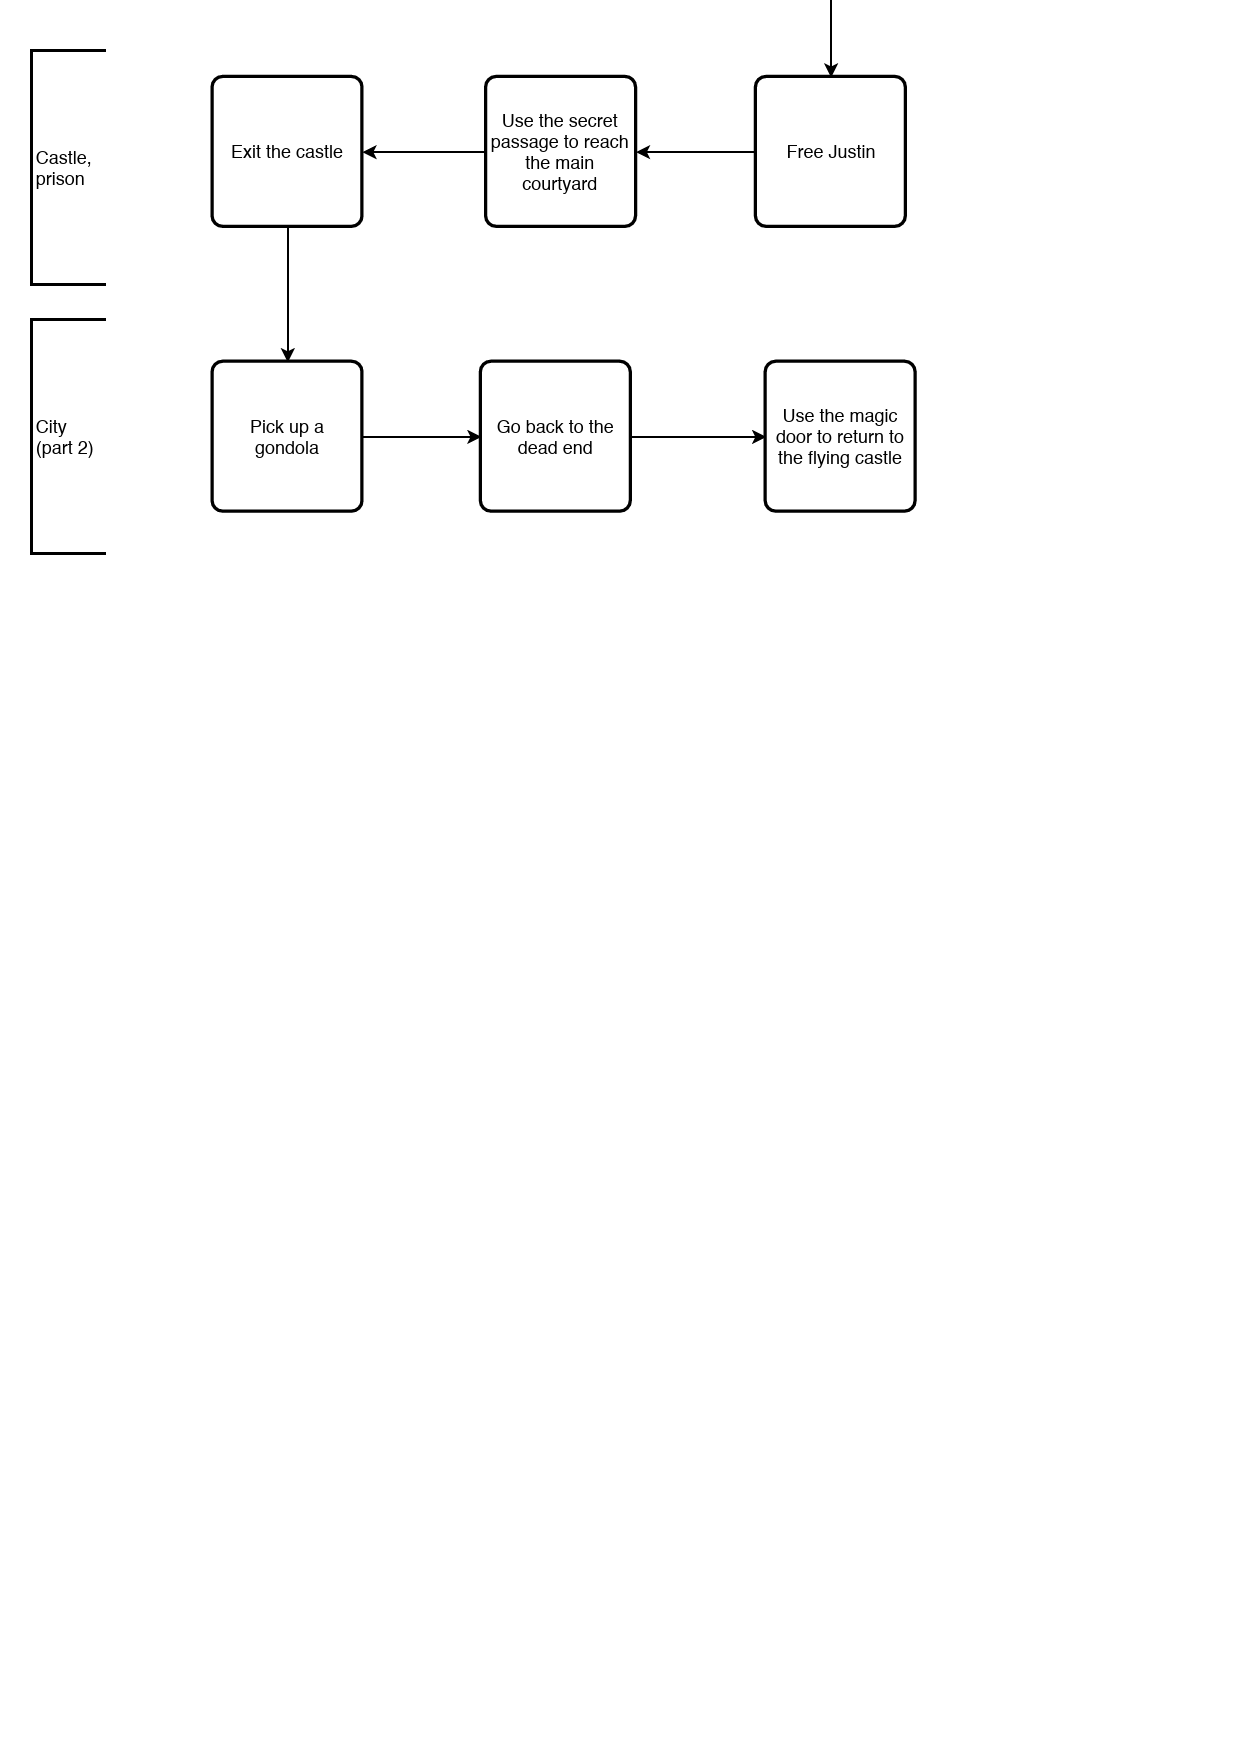 Castle,
prison
Exit the castle
Use the secret
passage to reach
the main
courtyard
Free Justin
City
(part 2)
Pick up a
gondola
Go back to the
dead end
Use the magic
door to return to
the flying castle